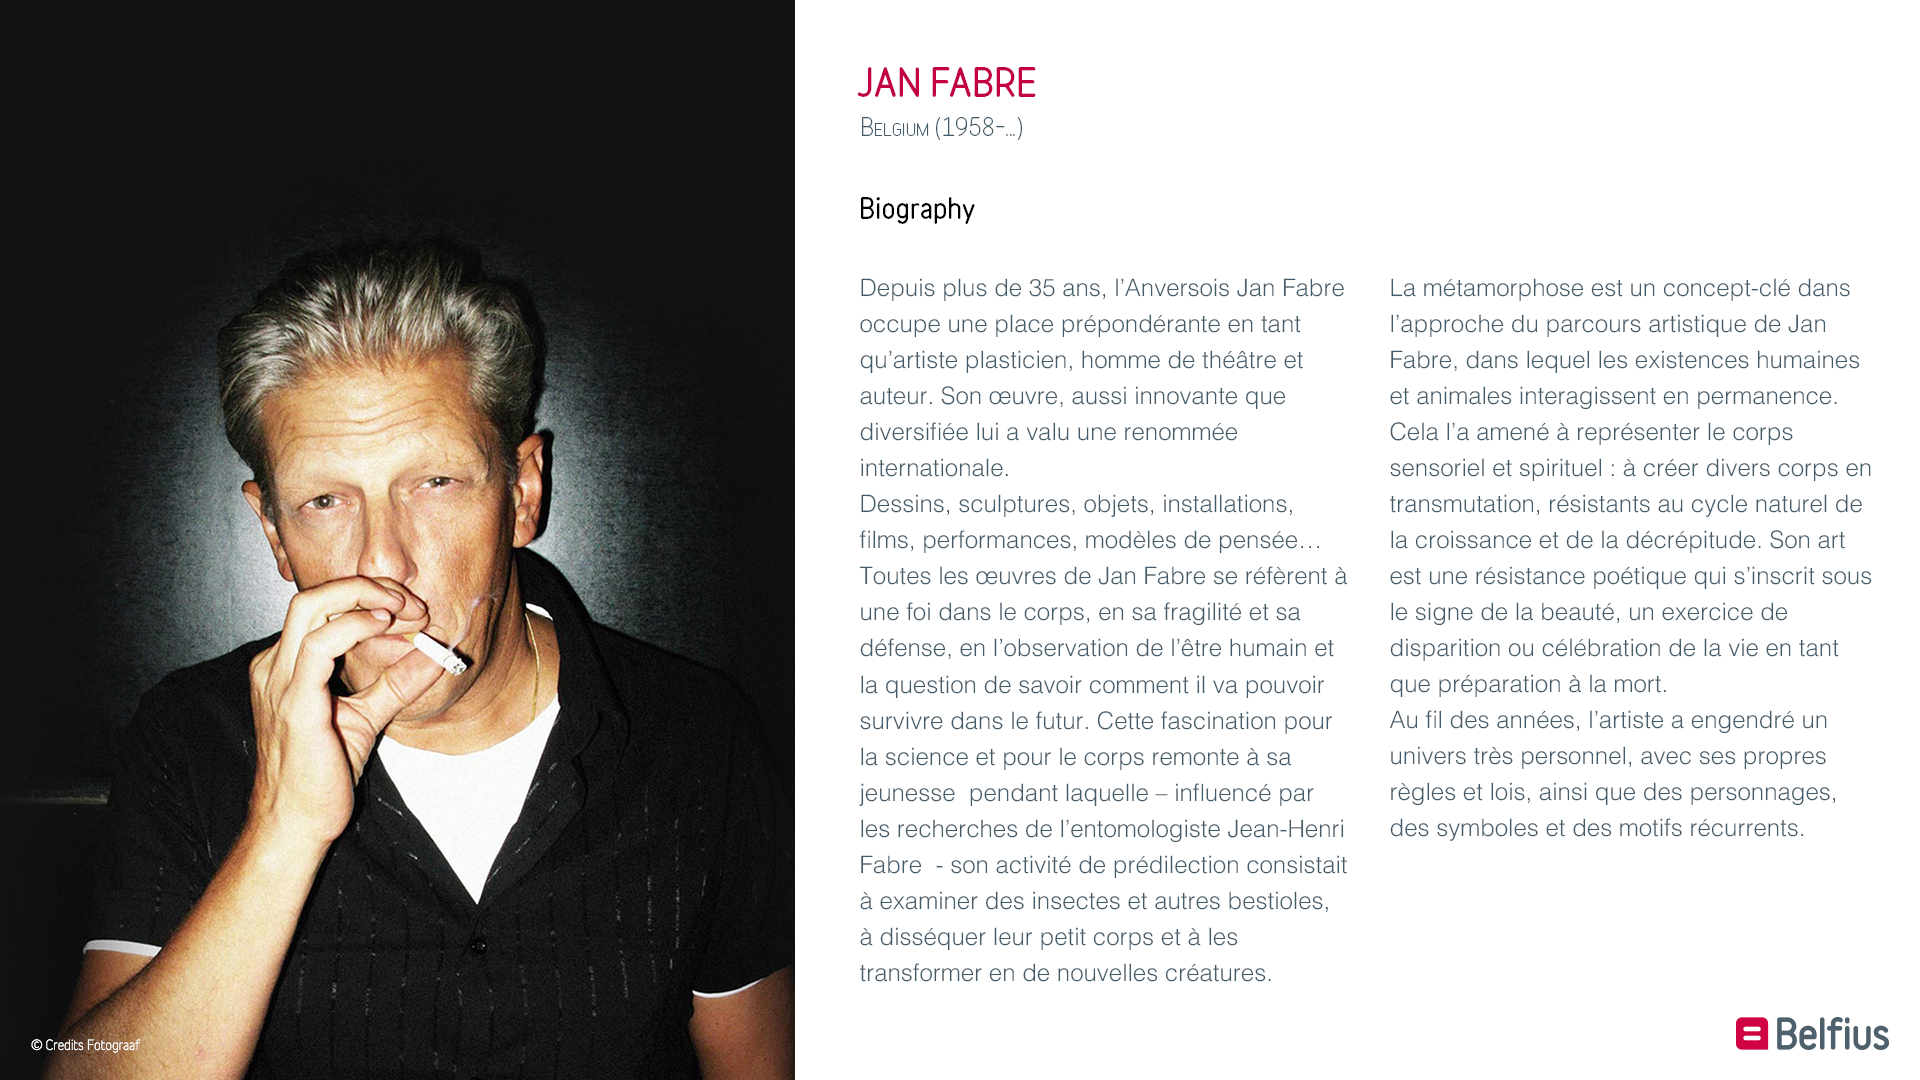 JAN FABRE
Belgium (1958-...)
Biography
Depuis plus de 35 ans, l’Anversois Jan Fabre
occupe une place prépondérante en tant
qu’artiste plasticien, homme de théâtre et
auteur. Son œuvre, aussi innovante que
diversifiée lui a valu une renommée
internationale.
Dessins, sculptures, objets, installations,
films, performances, modèles de pensée…
Toutes les œuvres de Jan Fabre se réfèrent à
une foi dans le corps, en sa fragilité et sa
défense, en l’observation de l’être humain et
la question de savoir comment il va pouvoir
survivre dans le futur. Cette fascination pour
la science et pour le corps remonte à sa
jeunesse  pendant laquelle – influencé par
les recherches de l’entomologiste Jean-Henri
Fabre  - son activité de prédilection consistait
à examiner des insectes et autres bestioles,
à disséquer leur petit corps et à les
transformer en de nouvelles créatures.
La métamorphose est un concept-clé dans
l’approche du parcours artistique de Jan
Fabre, dans lequel les existences humaines
et animales interagissent en permanence.
Cela l’a amené à représenter le corps
sensoriel et spirituel : à créer divers corps en
transmutation, résistants au cycle naturel de
la croissance et de la décrépitude. Son art
est une résistance poétique qui s’inscrit sous
le signe de la beauté, un exercice de
disparition ou célébration de la vie en tant
que préparation à la mort.
Au fil des années, l’artiste a engendré un
univers très personnel, avec ses propres
règles et lois, ainsi que des personnages,
des symboles et des motifs récurrents.
© Credits Fotograaf
Belfius